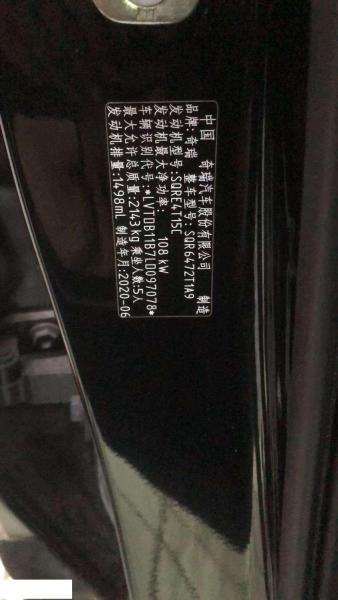 中国 奇瑞汽车股份有限公司 制造
品牌:奇瑞 整车型号:SQR6472T1A9
发动机型号:SQRE4T15C
发动机最大净功率: 108 kW
车辆识别代号:*LVTDB11B7LD097078*
最大允许总质量:2143kg 乘坐人数:5人
发动机排量:1498mL 制造年月:2020-06